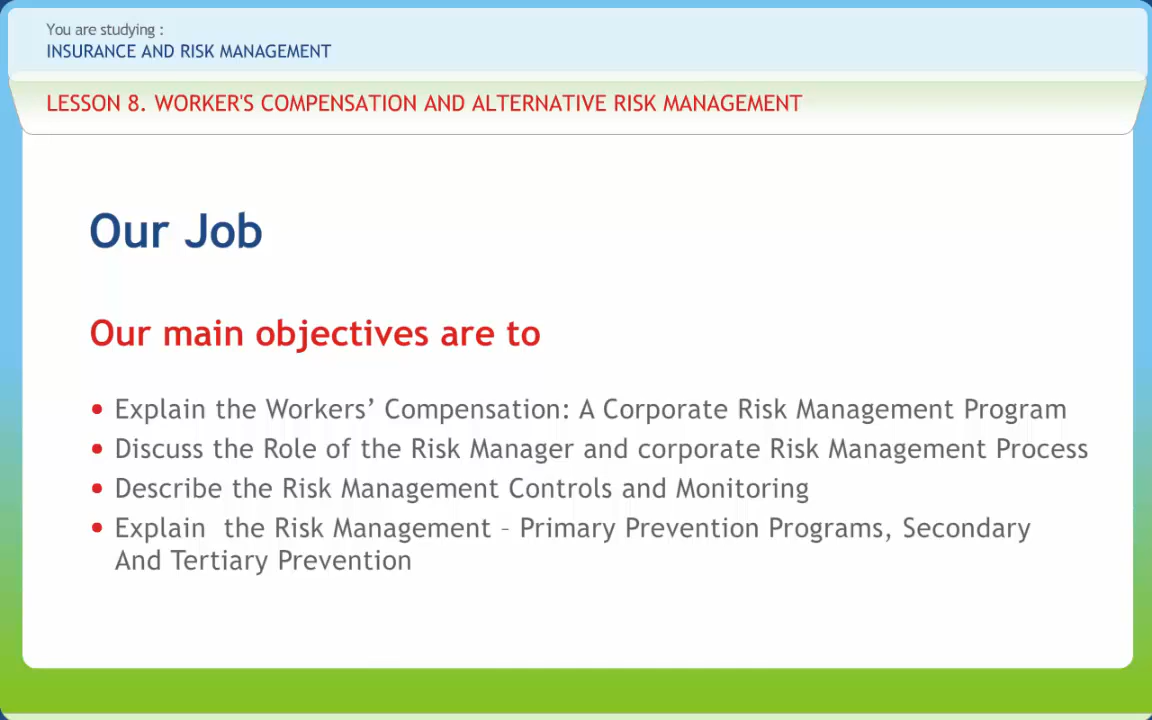 You are studying :
INSURANCE AND RISK MANAGEMENT
LESSON 8. WORKER'S COMPENSATION AND ALTERNATIVE RISK MANAGEMENT
Our Job
Our main objectives are to
• Explain the Workers’ Compensation: A Corporate Risk Management Program
• Discuss the Role of the Risk Manager and corporate Risk Management Process
• Describe the Risk Management Controls and Monitoring
• Explain  the Risk Management – Primary Prevention Programs, Secondary
And Tertiary Prevention